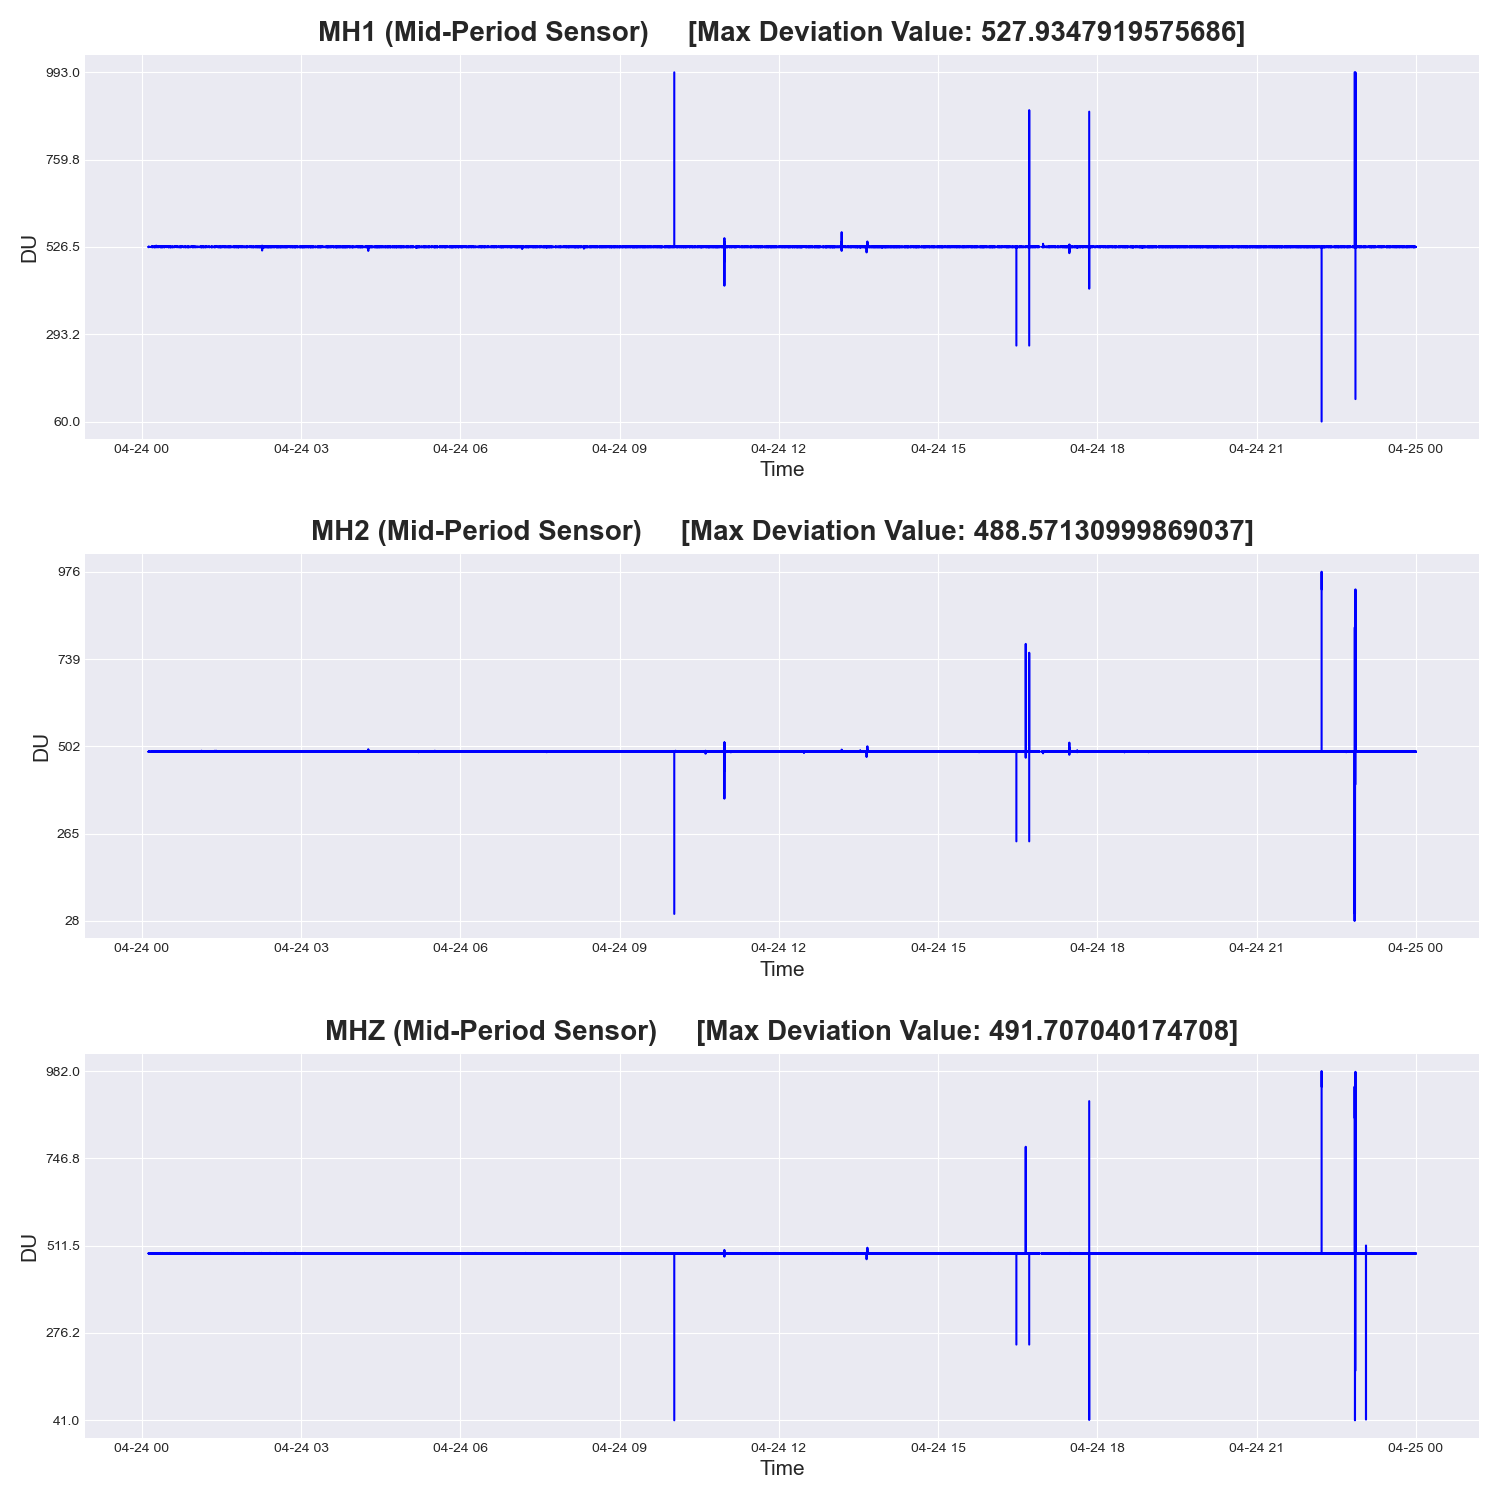 MH1 (Mid-Period Sensor)     [Max Deviation Value: 527.9347919575686]
993.0
759.8
526.5
293.2
60.0
DU
04-24 00 04-24 03 04-24 06 04-24 09 04-24 12 04-24 15 04-24 18 04-24 21 04-25 00
Time
MH2 (Mid-Period Sensor)     [Max Deviation Value: 488.57130999869037]
976
739
502
265
28
DU
04-24 00 04-24 03 04-24 06 04-24 09 04-24 12 04-24 15 04-24 18 04-24 21 04-25 00
Time
MHZ (Mid-Period Sensor)     [Max Deviation Value: 491.707040174708]
982.0
746.8
511.5
276.2
41.0
DU
04-24 00 04-24 03 04-24 06 04-24 09 04-24 12 04-24 15 04-24 18 04-24 21 04-25 00
Time